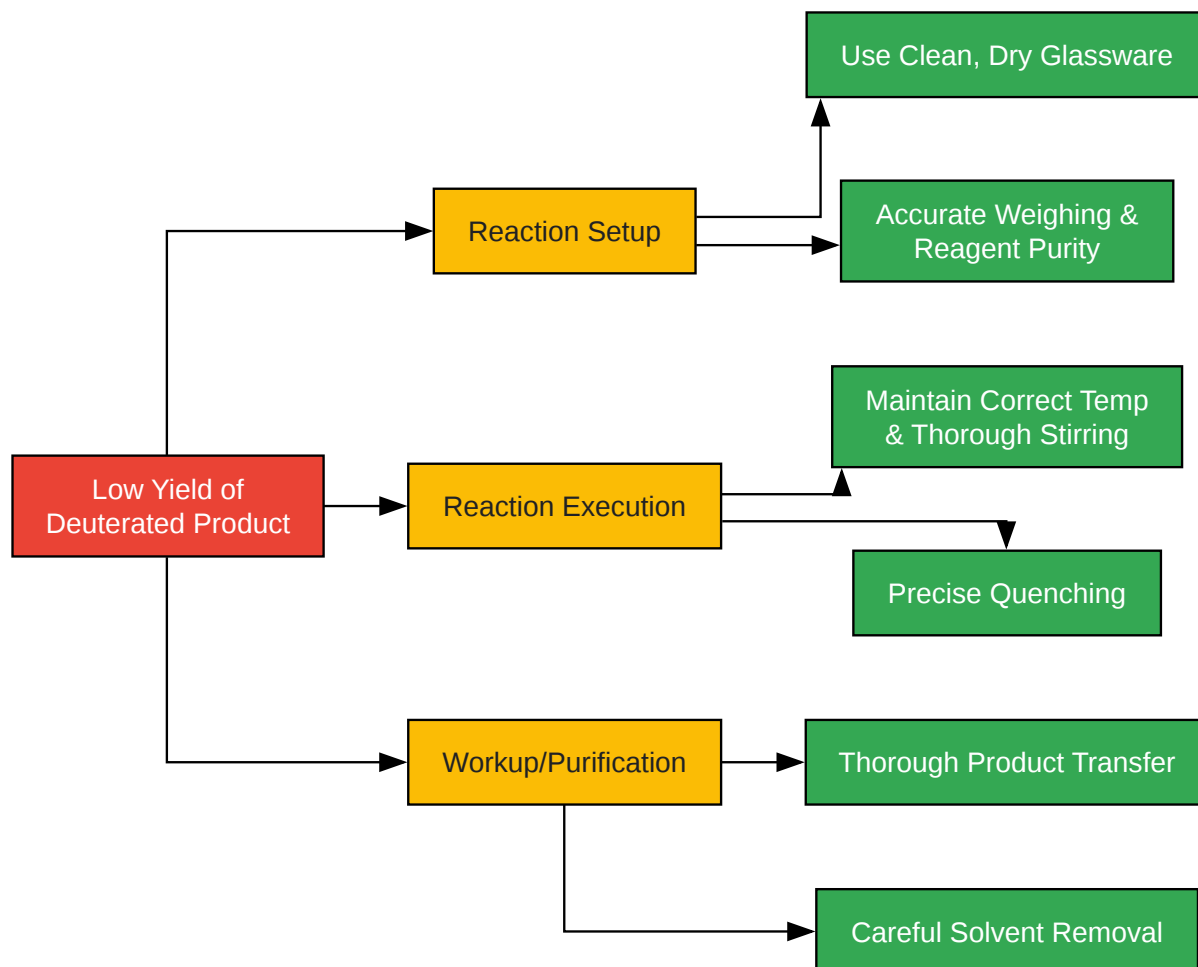 Use Clean, Dry Glassware
Accurate Weighing &
Reagent Purity
Reaction Setup
Maintain Correct Temp
& Thorough Stirring
Low Yield of
Deuterated Product
Reaction Execution
Precise Quenching
Workup/Purification
Thorough Product Transfer
Careful Solvent Removal